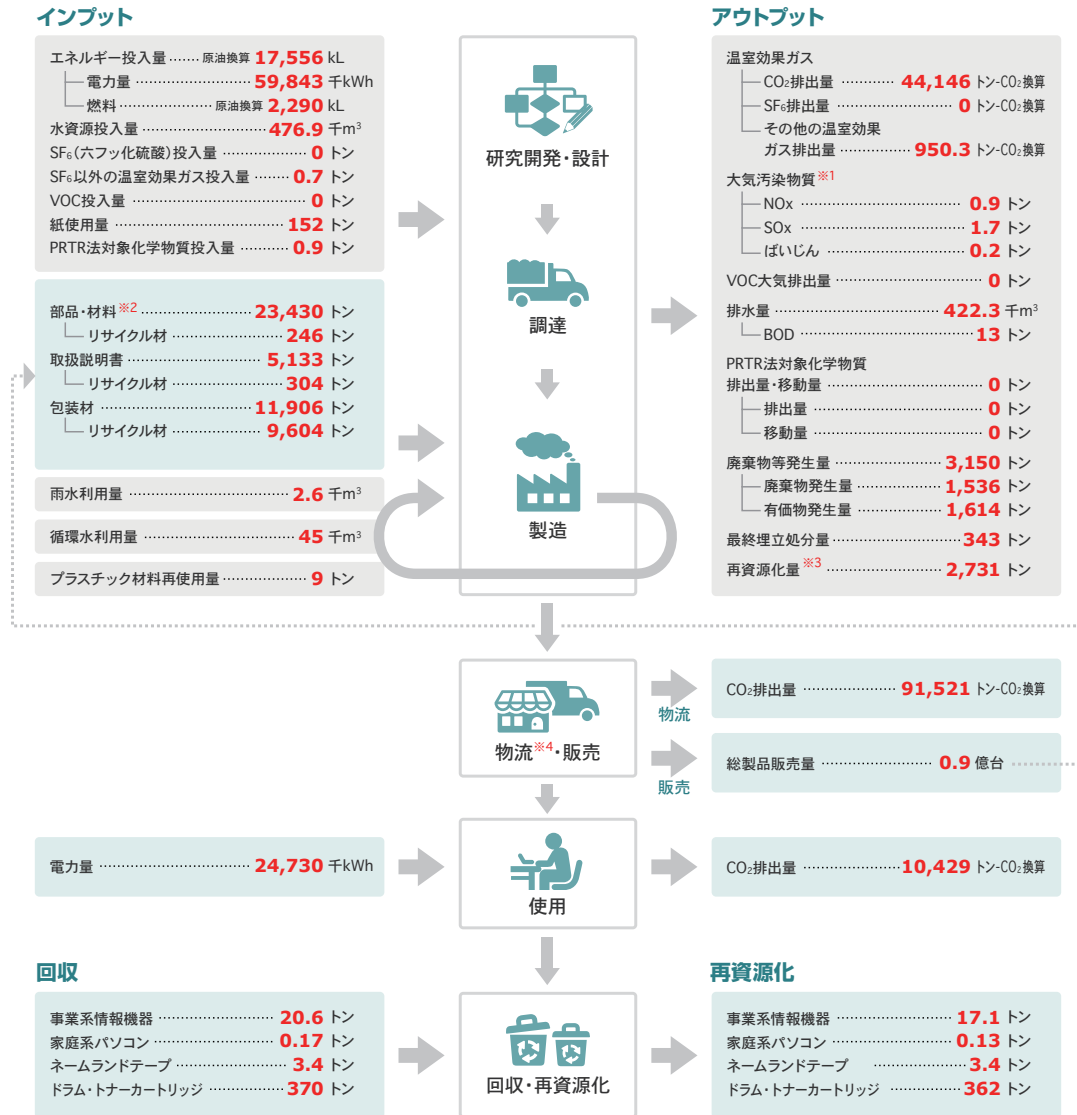 インプット
エネルギー投入量 …… 原油換算 17,556 kL
電力量 …………… 59,843 千kWh
燃料 …………… 原油換算 2,290 kL
水資源投入量 …………… 476.9 千m³
SF₆(六フッ化硫酸)投入量 …………… 0 トン
SF₆以外の温室効果ガス投入量 …… 0.7 トン
VOC投入量 …………… 0 トン
紙使用量 …………… 152 トン
PRTR法対象化学物質投入量 …… 0.9 トン
部品・材料※2 …………… 23,430 トン
リサイクル材 …………… 246 トン
取扱説明書 …………… 5,133 トン
リサイクル材 …………… 304 トン
包装材 …………… 11,906 トン
リサイクル材 …………… 9,604 トン
雨水利用量 …………… 2.6 千m³
循環水利用量 …………… 45 千m³
プラスチック材料再使用量 …… 9 トン
研究開発・設計
調達
製造
アウトプット
温室効果ガス
CO₂排出量 …………… 44,146 トン-CO₂換算
SF₆排出量 …………… 0 トン-CO₂換算
その他の温室効果
ガス排出量 …………… 950.3 トン-CO₂換算
大気汚染物質※1
NOx …………… 0.9 トン
SOx …………… 1.7 トン
ばいじん …………… 0.2 トン
VOC大気排出量 …………… 0 トン
排水量 …………… 422.3 千m³
BOD …………… 13 トン
PRTR法対象化学物質
排出量・移動量 …………… 0 トン
排出量 …………… 0 トン
移動量 …………… 0 トン
廃棄物等発生量 …………… 3,150 トン
廃棄物発生量 …………… 1,536 トン
有価物発生量 …………… 1,614 トン
最終埋立処分量 …………… 343 トン
再資源化量※3 …………… 2,731 トン
物流※4・販売
物流
CO₂排出量 …………… 91,521 トン-CO₂換算
販売
総製品販売量 …………… 0.9 億台
電力量 …………… 24,730 千kWh
使用
CO₂排出量 …………… 10,429 トン-CO₂換算
回収
事業系情報機器 …………… 20.6 トン
家庭系パソコン …………… 0.17 トン
ネームランドテープ …………… 3.4 トン
ドラム・トナーカートリッジ …………… 370 トン
回収・再資源化
再資源化
事業系情報機器 …………… 17.1 トン
家庭系パソコン …………… 0.13 トン
ネームランドテープ …………… 3.4 トン
ドラム・トナーカートリッジ …………… 362 トン